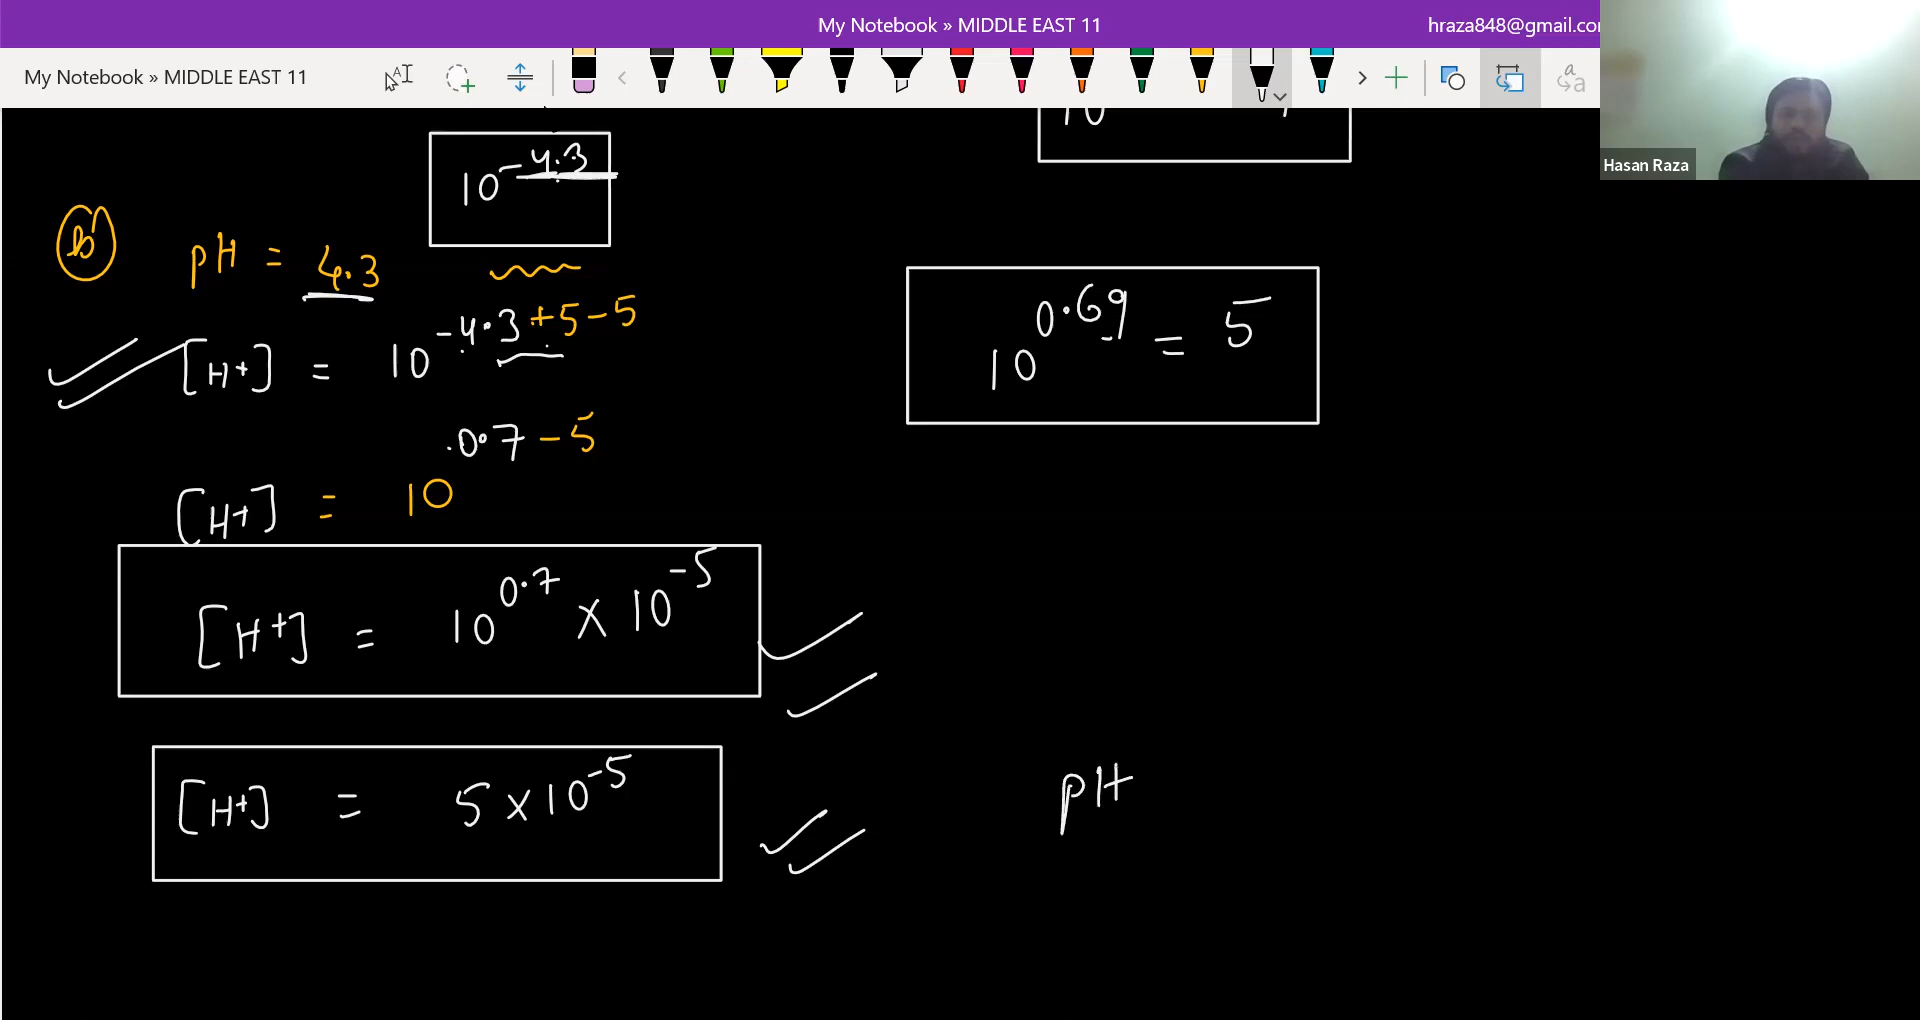 My Notebook » MIDDLE EAST 11
hraza848@gmail.co
My Notebook » MIDDLE EAST 11
Hasan Raza
10^-4.3
10
b
pH = 4.3
[H+] = 10^-4.3+5-5
10^0.69 = 5
[H+] = 10^0.7-5
[H+] = 10^0.7 x 10^-5
[H+] = 5 x 10^-5
pH